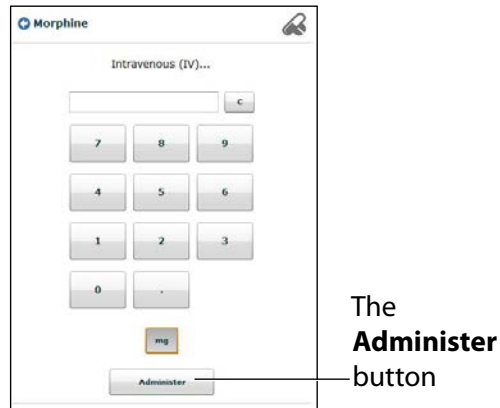 Morphine
Intravenous (IV)...
c
7 8 9
4 5 6
1 2 3
0 .
mg
Administer
The
Administer
button